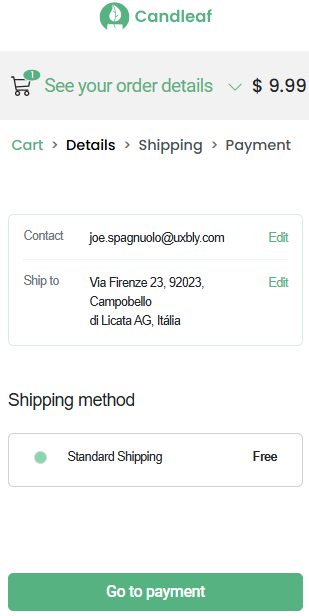 Candleaf
1
See your order details $ 9.99
Cart > Details > Shipping > Payment
Contact joe.spagnuolo@uxbly.com Edit
Ship to Via Firenze 23, 92023, Edit
Campobello
di Licata AG, Itália
Shipping method
Standard Shipping Free
Go to payment